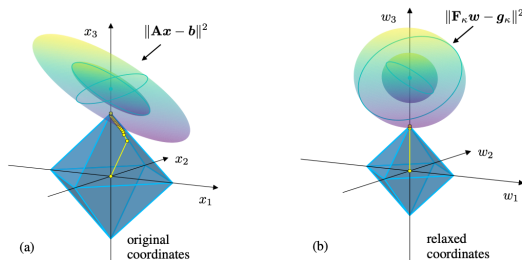 x₃
‖Ax − b‖²
x₂
x₁
(a)
original
coordinates
w₃
‖F_κw − g_κ‖²
w₂
w₁
(b)
relaxed
coordinates